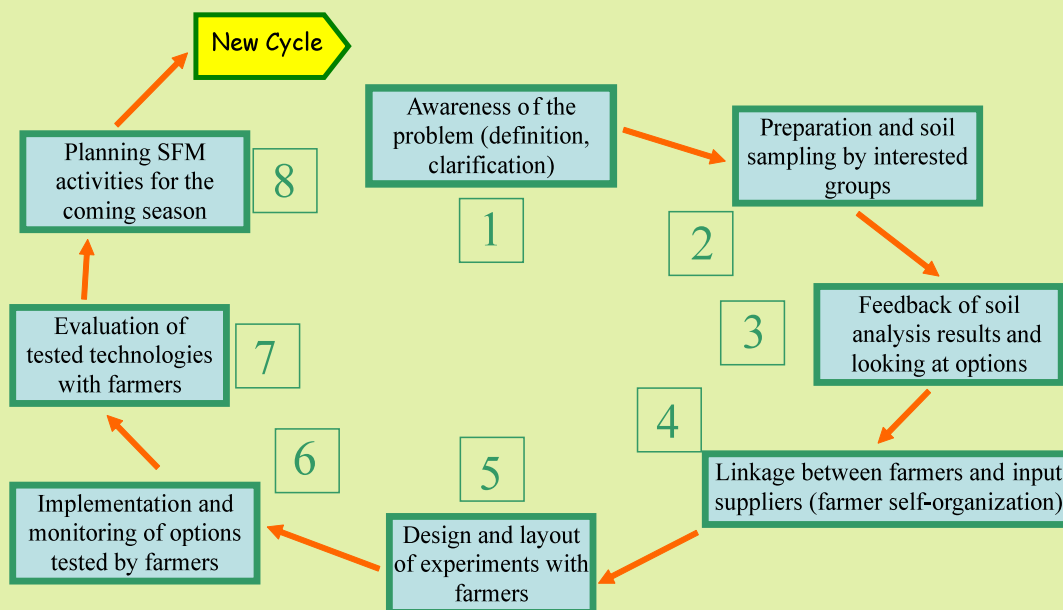 New Cycle
Awareness of the
problem (definition,
clarification)
1
Preparation and soil
sampling by interested
groups
2
Feedback of soil
analysis results and
looking at options
3
Linkage between farmers and input
suppliers (farmer self-organization)
4
Design and layout
of experiments with
farmers
5
Implementation and
monitoring of options
tested by farmers
6
Evaluation of
tested technologies
with farmers
7
Planning SFM
activities for the
coming season
8